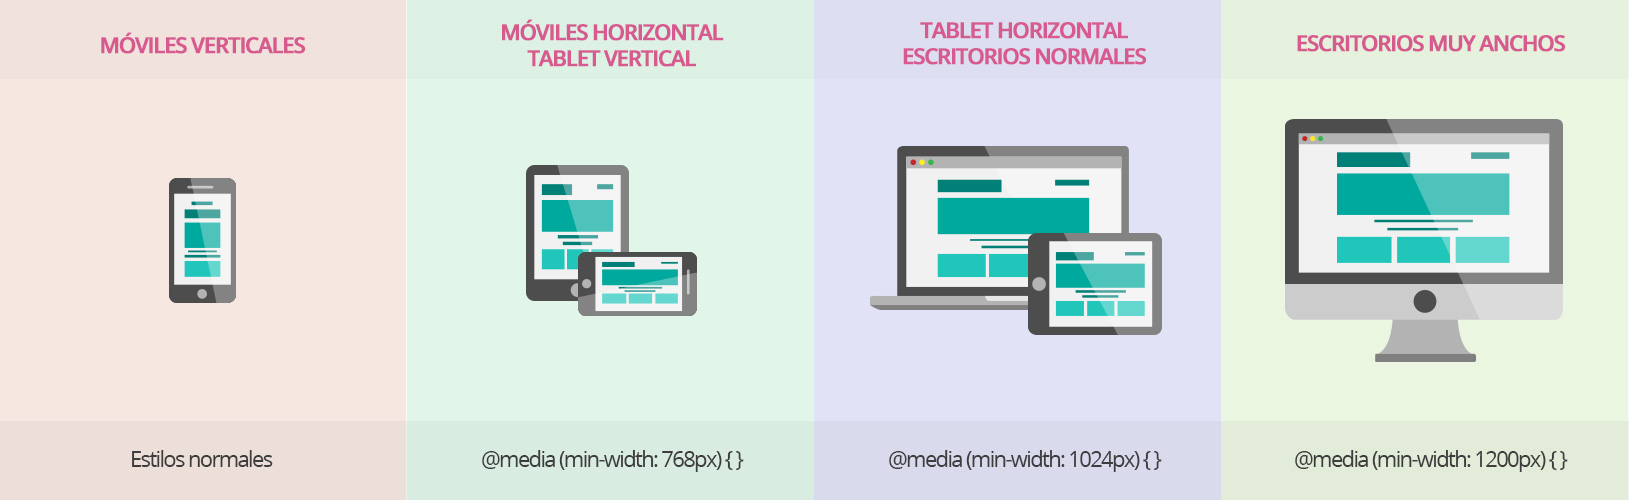 MÓVILES VERTICALES
MÓVILES HORIZONTAL
TABLET VERTICAL
TABLET HORIZONTAL
ESCRITORIOS NORMALES
ESCRITORIOS MUY ANCHOS
Estilos normales
@media (min-width: 768px) { }
@media (min-width: 1024px) { }
@media (min-width: 1200px) { }